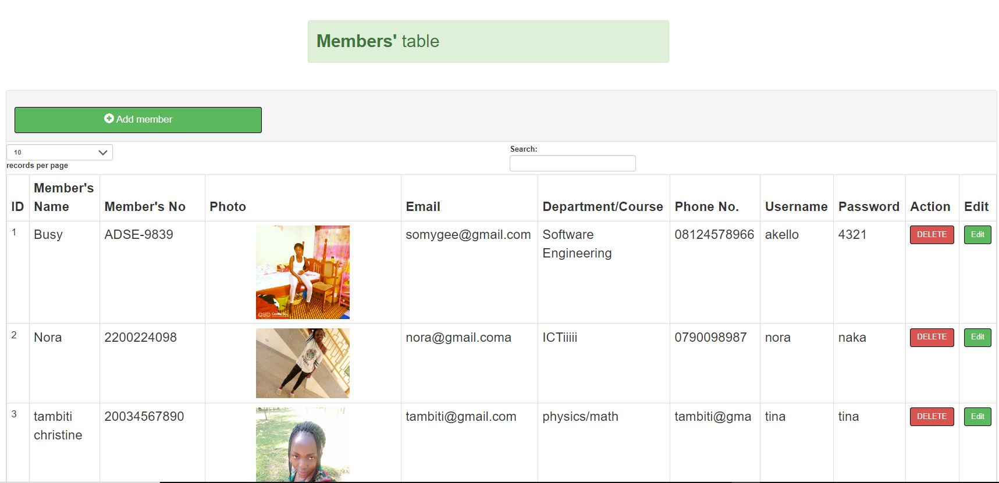 Members' table
Add member
10
records per page
Search:
ID Member's Name Member's No Photo Email Department/Course Phone No. Username Password Action Edit
1 Busy ADSE-9839 somygee@gmail.com Software Engineering 08124578966 akello 4321 DELETE Edit
2 Nora 2200224098 nora@gmail.coma ICTiiiii 0790098987 nora naka DELETE Edit
3 tambiti christine 20034567890 tambiti@gmail.com physics/math tambiti@gma tina tina DELETE Edit